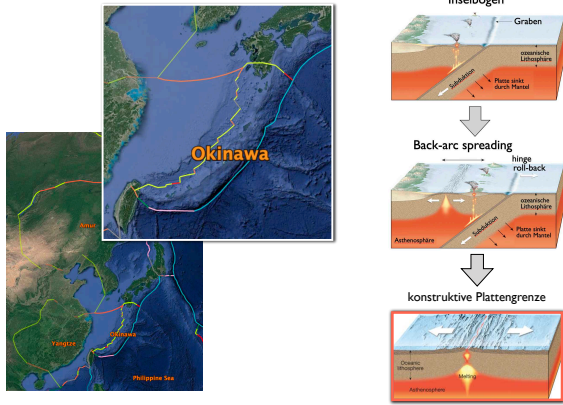 Okinawa
Amur
Yangtze
Okinawa
Philippine Sea
Inselbögen
Graben
ozeanische
Lithosphäre
Subduktion
Platte sinkt
durch Mantel
Back-arc spreading
hinge
roll-back
ozeanische
Lithosphäre
Subduktion
Platte sinkt
durch Mantel
Asthenosphäre
konstruktive Plattengrenze
Oceanic
lithosphere
Melting
Asthenosphere